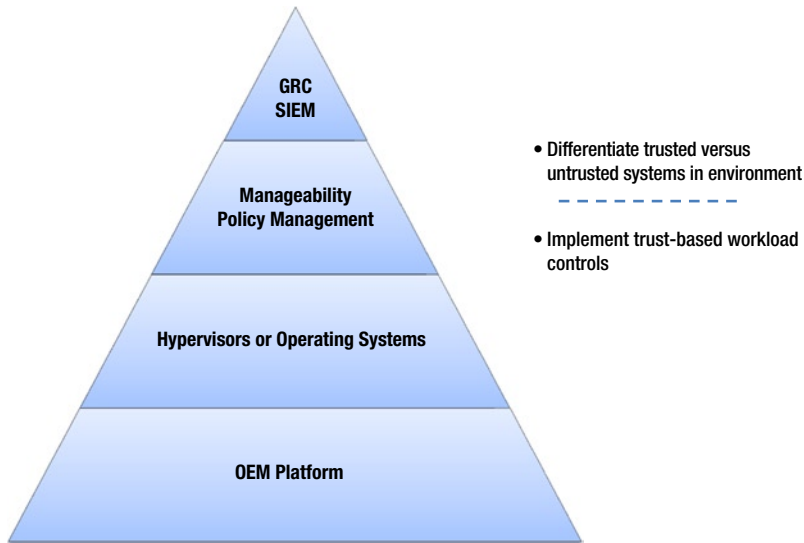 GRC
SIEM
Manageability
Policy Management
Hypervisors or Operating Systems
OEM Platform
• Differentiate trusted versus
untrusted systems in environment
• Implement trust-based workload
controls